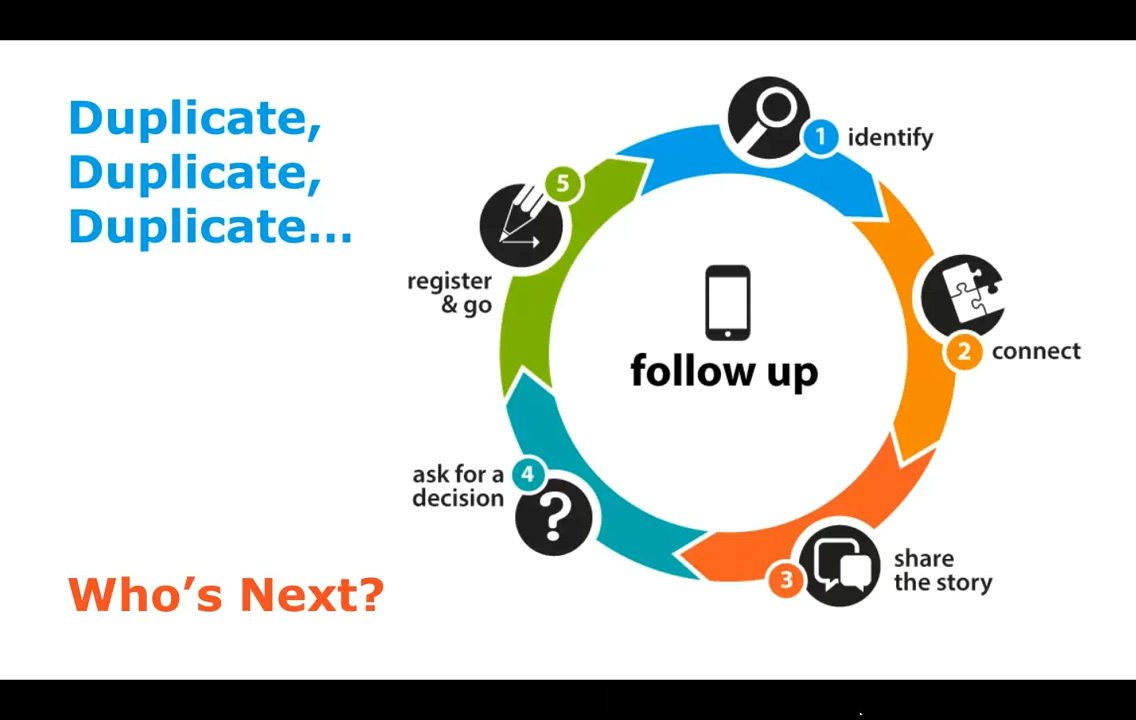 Duplicate,
Duplicate,
Duplicate...
Who's Next?
1 identify
2 connect
3 share
the story
4 ask for a
decision
5 register
& go
follow up